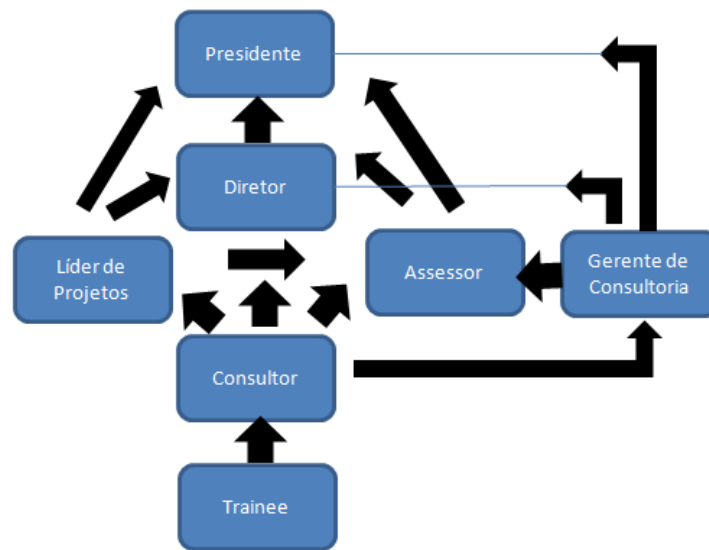 Presidente
Diretor
Líder de
Projetos
Assessor
Gerente de
Consultoria
Consultor
Trainee